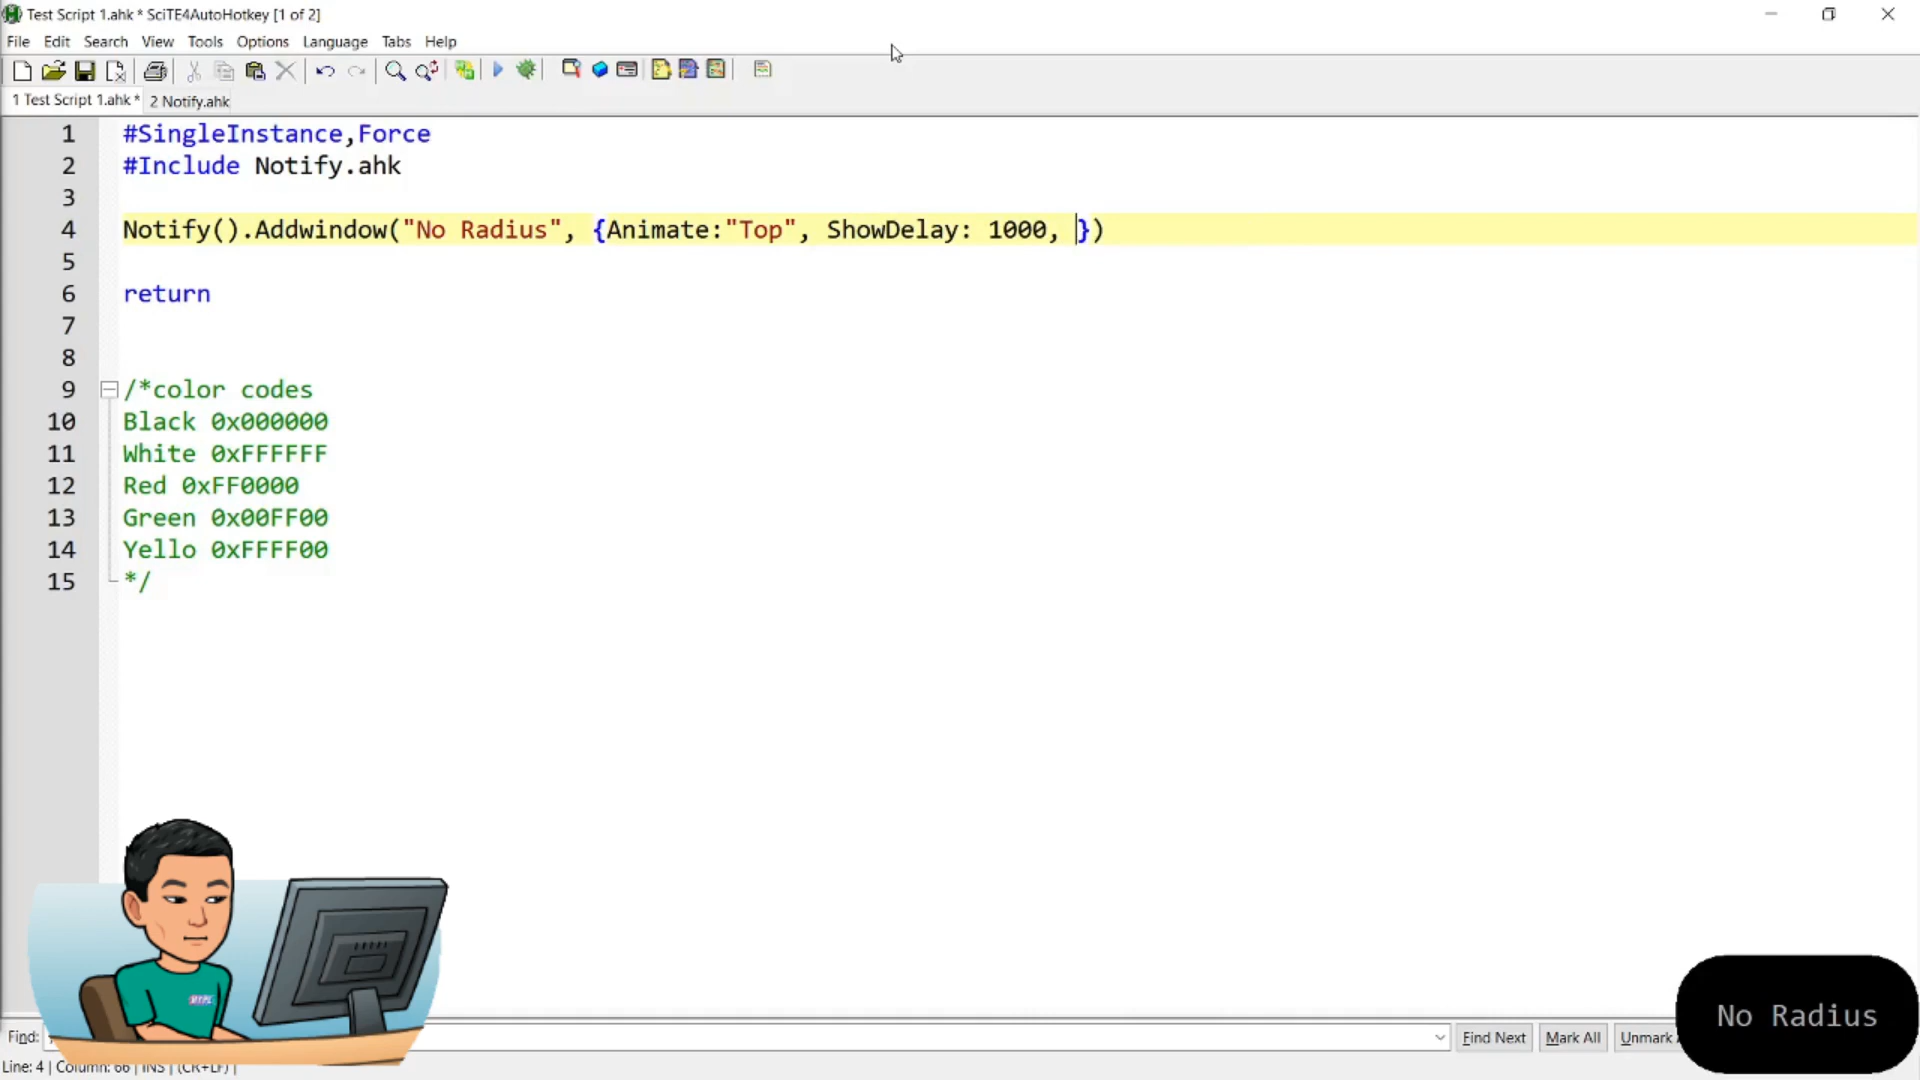 Test Script 1.ahk * SciTE4AutoHotkey [1 of 2]
File Edit Search View Tools Options Language Tabs Help
1 Test Script 1.ahk * 2 Notify.ahk
1 #SingleInstance,Force
2 #Include Notify.ahk
3
4 Notify().Addwindow("No Radius", {Animate:"Top", ShowDelay: 1000, })
5
6 return
7
8
9 /*color codes
10 Black 0x000000
11 White 0xFFFFFF
12 Red 0xFF0000
13 Green 0x00FF00
14 Yello 0xFFFF00
15 */
MYPL
No Radius
Find: Find Next Mark All Unmark
Line: 4 | Column: 66 | INS | (CR+LF) |